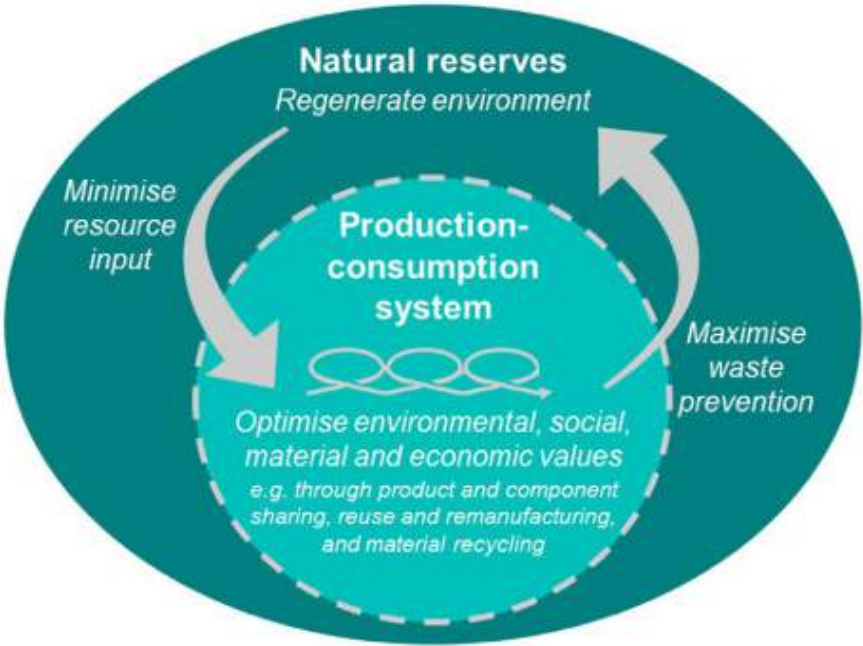 Natural reserves
Regenerate environment
Minimise
resource
input
Production-
consumption
system
Maximise
waste
prevention
Optimise environmental, social,
material and economic values
e.g. through product and component
sharing, reuse and remanufacturing,
and material recycling